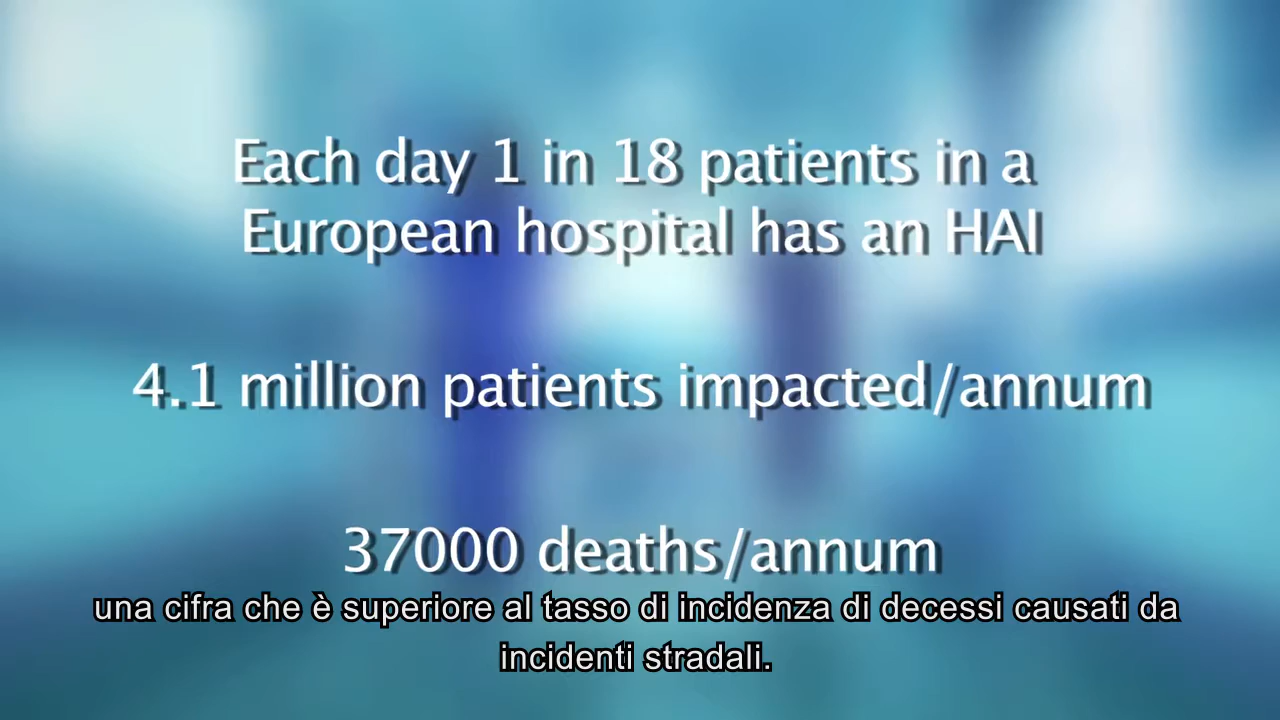 Each day 1 in 18 patients in a
European hospital has an HAI
4.1 million patients impacted/annum
37000 deaths/annum
una cifra che è superiore al tasso di incidenza di decessi causati da
incidenti stradali.